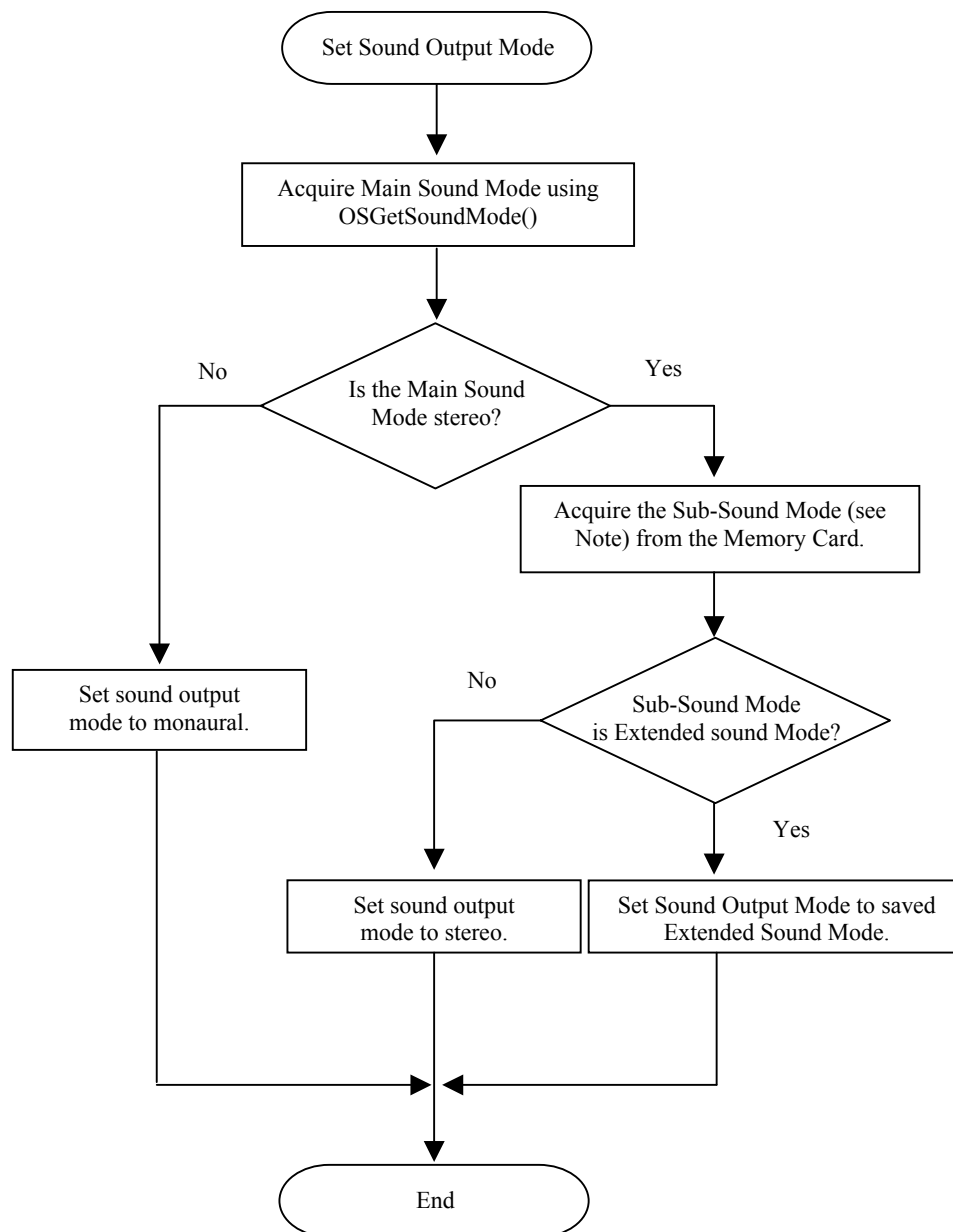 Set Sound Output Mode
Acquire Main Sound Mode using
OSGetSoundMode()
No
Yes
Is the Main Sound
Mode stereo?
Acquire the Sub-Sound Mode (see
Note) from the Memory Card.
Set sound output
mode to monaural.
No
Sub-Sound Mode
is Extended sound Mode?
Yes
Set sound output
mode to stereo.
Set Sound Output Mode to saved
Extended Sound Mode.
End